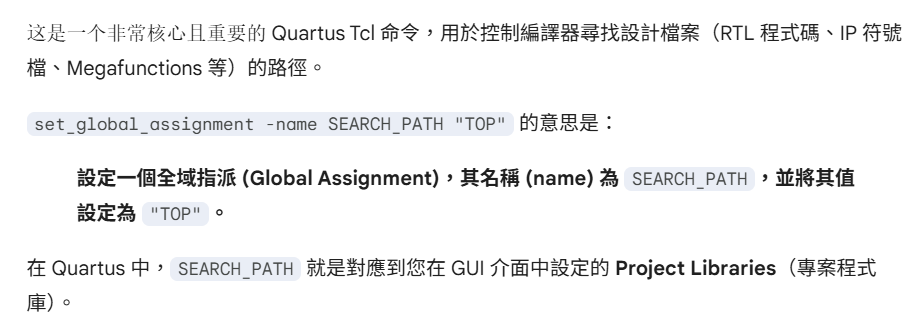 这是一个非常核心且重要的 Quartus Tcl 命令，用於控制編譯器尋找設計檔案（RTL 程式碼、IP 符號
檔、Megafunctions 等）的路徑。
set_global_assignment -name SEARCH_PATH "TOP" 的意思是：
設定一個全域指派 (Global Assignment)，其名稱 (name) 為 SEARCH_PATH，並將其值
設定為 "TOP"。
在 Quartus 中，SEARCH_PATH 就是對應到您在 GUI 介面中設定的 Project Libraries（專案程式
庫）。